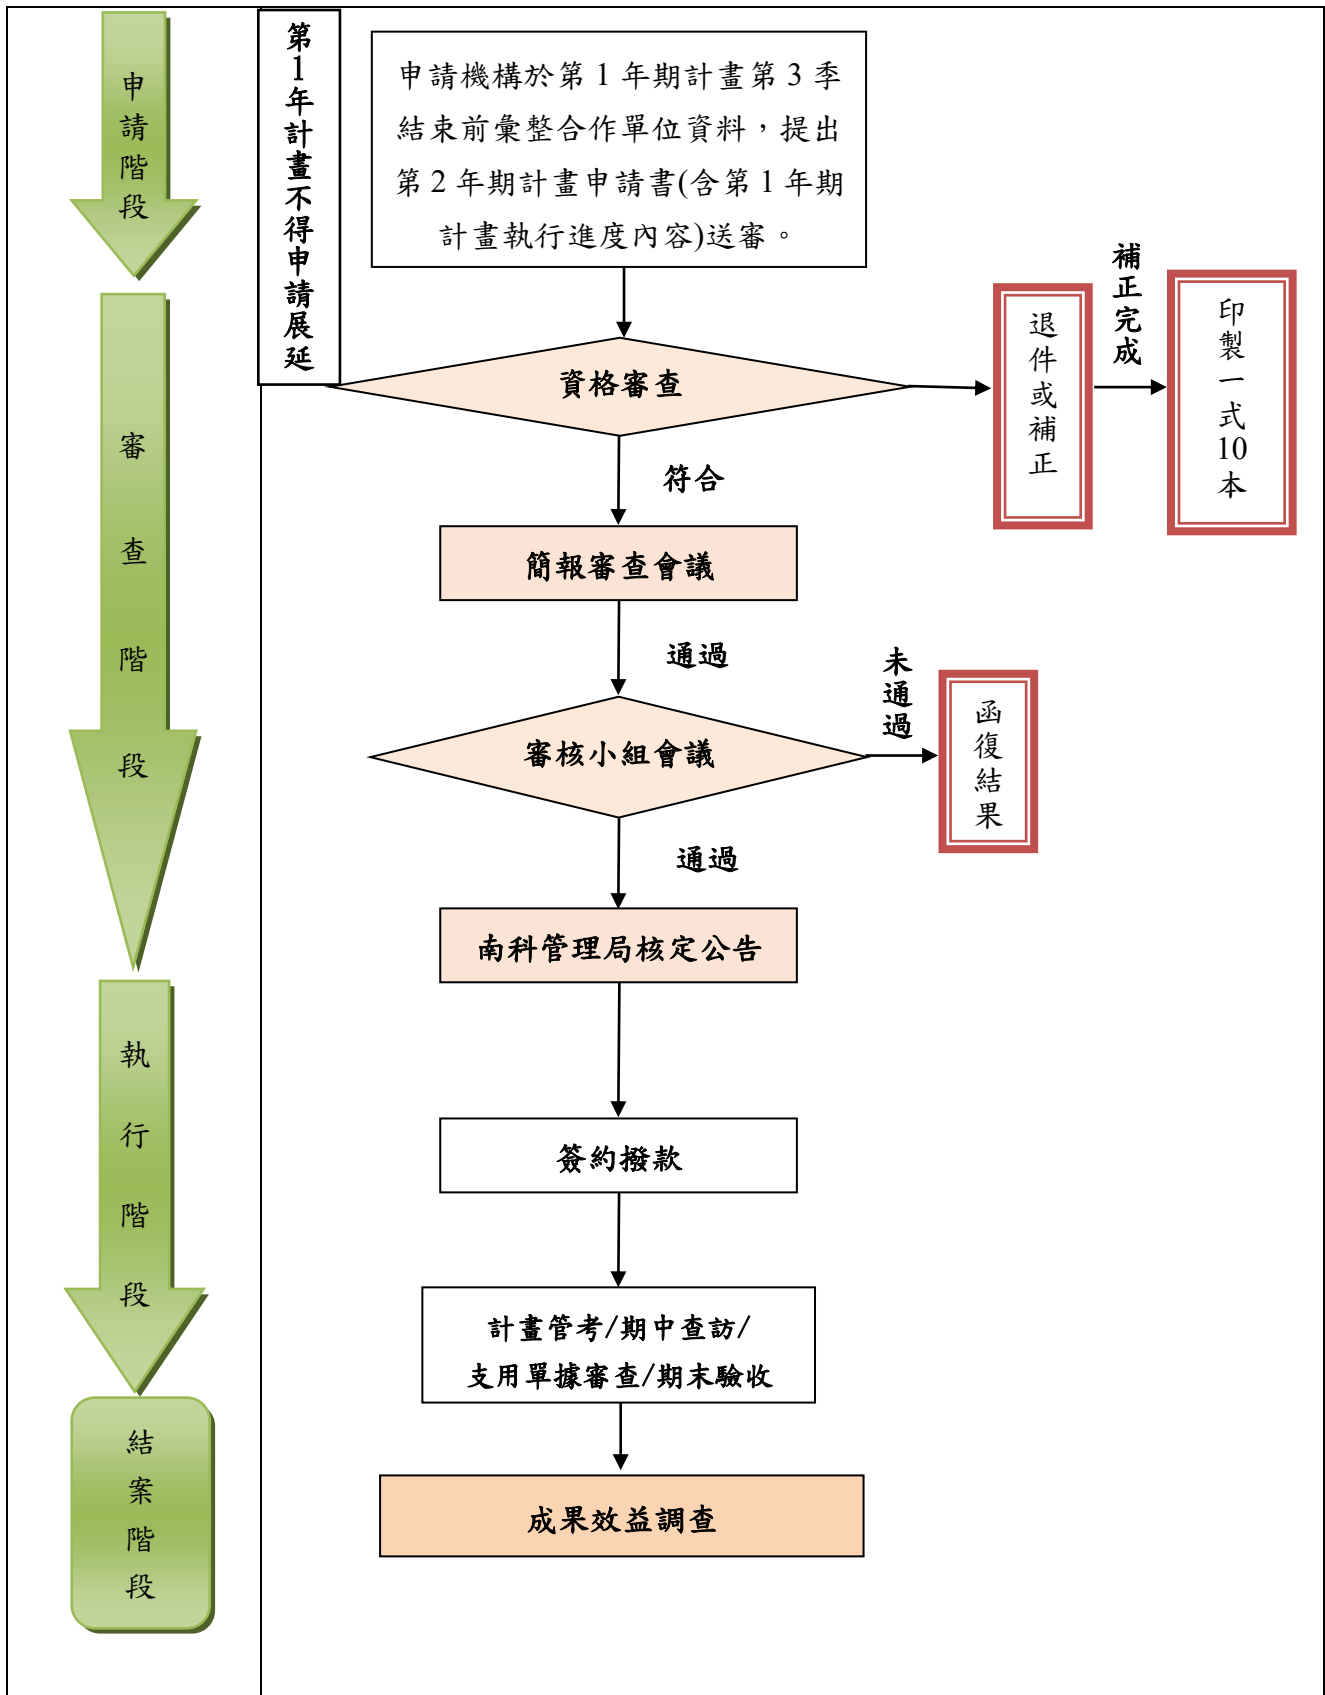 申請階段
第1年計畫不得申請展延
申請機構於第 1 年期計畫第 3 季
結束前彙整合作單位資料，提出
第 2 年期計畫申請書(含第 1 年期
計畫執行進度內容)送審。
審查階段
資格審查
退件或補正
補正完成
印製一式10本
符合
簡報審查會議
通過
審核小組會議
未通過
函復結果
通過
南科管理局核定公告
執行階段
簽約撥款
計畫管考/期中查訪/
支用單據審查/期末驗收
結案階段
成果效益調查